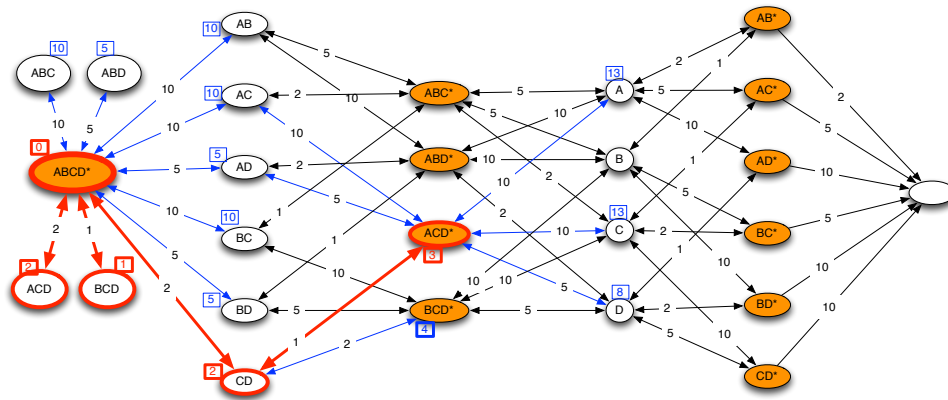 AB*
10 AB
10 5 5 13 2 1
ABC ABD 10 AC 2 10 ABC* 5 A 5 AC* 2
10 10 5
10 5 10 10 10
0 5 2 ABD* 10 B AD* 10
ABCD* 5 AD 5 10 1
10 10 2 13 5
2 1 10 BC 1 ACD* 10 C 2 BC* 5
3 2
2 1 5 1 10 10 10 5 8 10 1 10
ACD BCD 2 5 BD 5 BCD* 5 D 2 BD* 10
4 10
1 2 5
2 CD CD*